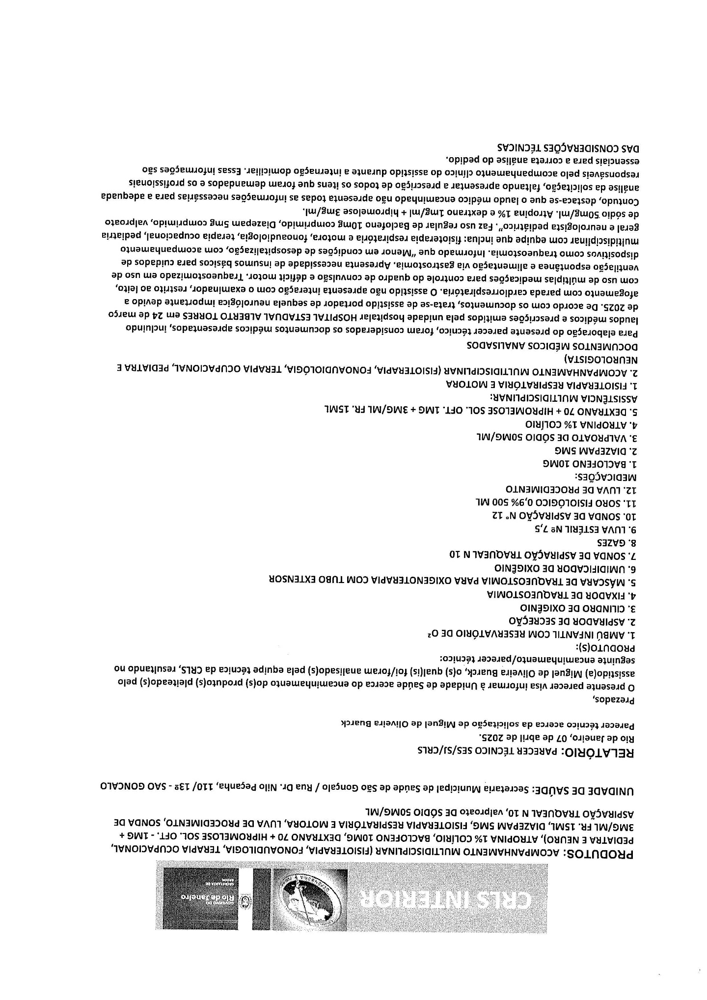 CRLS INTERIOR
GOVERNO DO
Rio de Janeiro
SECRETARIA DE
SAÚDE
PRODUTOS: ACOMPANHAMENTO MULTIDISCIPLINAR (FISIOTERAPIA, FONOAUDILOGIA, TERAPIA OCUPACIONAL,
PEDIATRA E NEURO), ATROPINA 1% COLÍRIO, BACLOFENO 10MG, DEXTRANO 70 + HIPROMELOSE SOL. OFT. - 1MG +
3MG/ML FR. 15ML, DIAZEPAM 5MG, FISIOTERAPIA RESPIRATÓRIA E MOTORA, LUVA DE PROCEDIMENTO, SONDA DE
ASPIRAÇÃO TRAQUEAL N 10, valproato DE SÓDIO 50MG/ML
UNIDADE DE SAÚDE: Secretaria Municipal de Saúde de São Gonçalo / Rua Dr. Nilo Peçanha, 110/ 13º - SAO GONCALO
RELATÓRIO: PARECER TÉCNICO SES/SJ/CRLS
Rio de Janeiro, 07 de abril de 2025.
Parecer técnico acerca da solicitação de Miguel de Oliveira Buarck
Prezados,
O presente parecer visa informar à Unidade de Saúde acerca do encaminhamento do(s) produto(s) pleiteado(s) pelo
assistido(a) Miguel de Oliveira Buarck, o(s) qual(is) foi/foram analisado(s) pela equipe técnica da CRLS, resultando no
seguinte encaminhamento/parecer técnico:
PRODUTO(S):
1. AMBÚ INFANTIL COM RESERVATÓRIO DE O²
2. ASPIRADOR DE SECREÇÃO
3. CILINDRO DE OXIGÊNIO
4. FIXADOR DE TRAQUEOSTOMIA
5. MÁSCARA DE TRAQUEOSTOMIA PARA OXIGENOTERAPIA COM TUBO EXTENSOR
6. UMIDIFICADOR DE OXIGÊNIO
7. SONDA DE ASPIRAÇÃO TRAQUEAL N 10
8. GAZES
9. LUVA ESTÉRIL Nº 7,5
10. SONDA DE ASPIRAÇÃO N° 12
11. SORO FISIOLÓGICO 0,9% 500 ML
12. LUVA DE PROCEDIMENTO
MEDICAÇÕES:
1. BACLOFENO 10MG
2. DIAZEPAM 5MG
3. VALPROATO DE SÓDIO 50MG/ML
4. ATROPINA 1% COLÍRIO
5. DEXTRANO 70 + HIPROMELOSE SOL. OFT. 1MG + 3MG/ML FR. 15ML
ASSISTÊNCIA MULTIDISCIPLINAR:
1. FISIOTERAPIA RESPIRATÓRIA E MOTORA
2. ACOMPANHAMENTO MULTIDISCIPLINAR (FISIOTERAPIA, FONOAUDIOLÓGIA, TERAPIA OCUPACIONAL, PEDIATRA E
NEUROLOGISTA)
DOCUMENTOS MÉDICOS ANALISADOS
Para elaboração do presente parecer técnico, foram considerados os documentos médicos apresentados, incluindo
laudos médicos e prescrições emitidos pela unidade hospitalar HOSPITAL ESTADUAL ALBERTO TORRES em 24 de março
de 2025. De acordo com os documentos, trata-se de assistido portador de sequela neurológica importante devido a
afogamento com parada cardiorrespiratória. O assistido não apresenta interação com o examinador, restrito ao leito,
com uso de múltiplas medicações para controle do quadro de convulsão e déficit motor. Traqueostomizado em uso de
ventilação espontânea e alimentação via gastrostomia. Apresenta necessidade de insumos básicos para cuidados de
dispositivos como traqueostomia. Informado que “Menor em condições de desospitalização, com acompanhamento
multidisciplinar com equipe que inclua: fisioterapia respiratória e motora, fonoaudiologia, terapia ocupacional, pediatria
geral e neurologista pediátrico”. Faz uso regular de Baclofeno 10mg comprimido, Diazepam 5mg comprimido, valproato
de sódio 50mg/ml. Atropina 1% e dextrano 1mg/ml + hipromelose 3mg/ml.
Contudo, destaca-se que o laudo médico encaminhado não apresenta todas as informações necessárias para a adequada
análise da solicitação, faltando apresentar a prescrição de todos os itens que foram demandados e os profissionais
responsáveis pelo acompanhamento clínico do assistido durante a internação domiciliar. Essas informações são
essenciais para a correta análise do pedido.
DAS CONSIDERAÇÕES TÉCNICAS